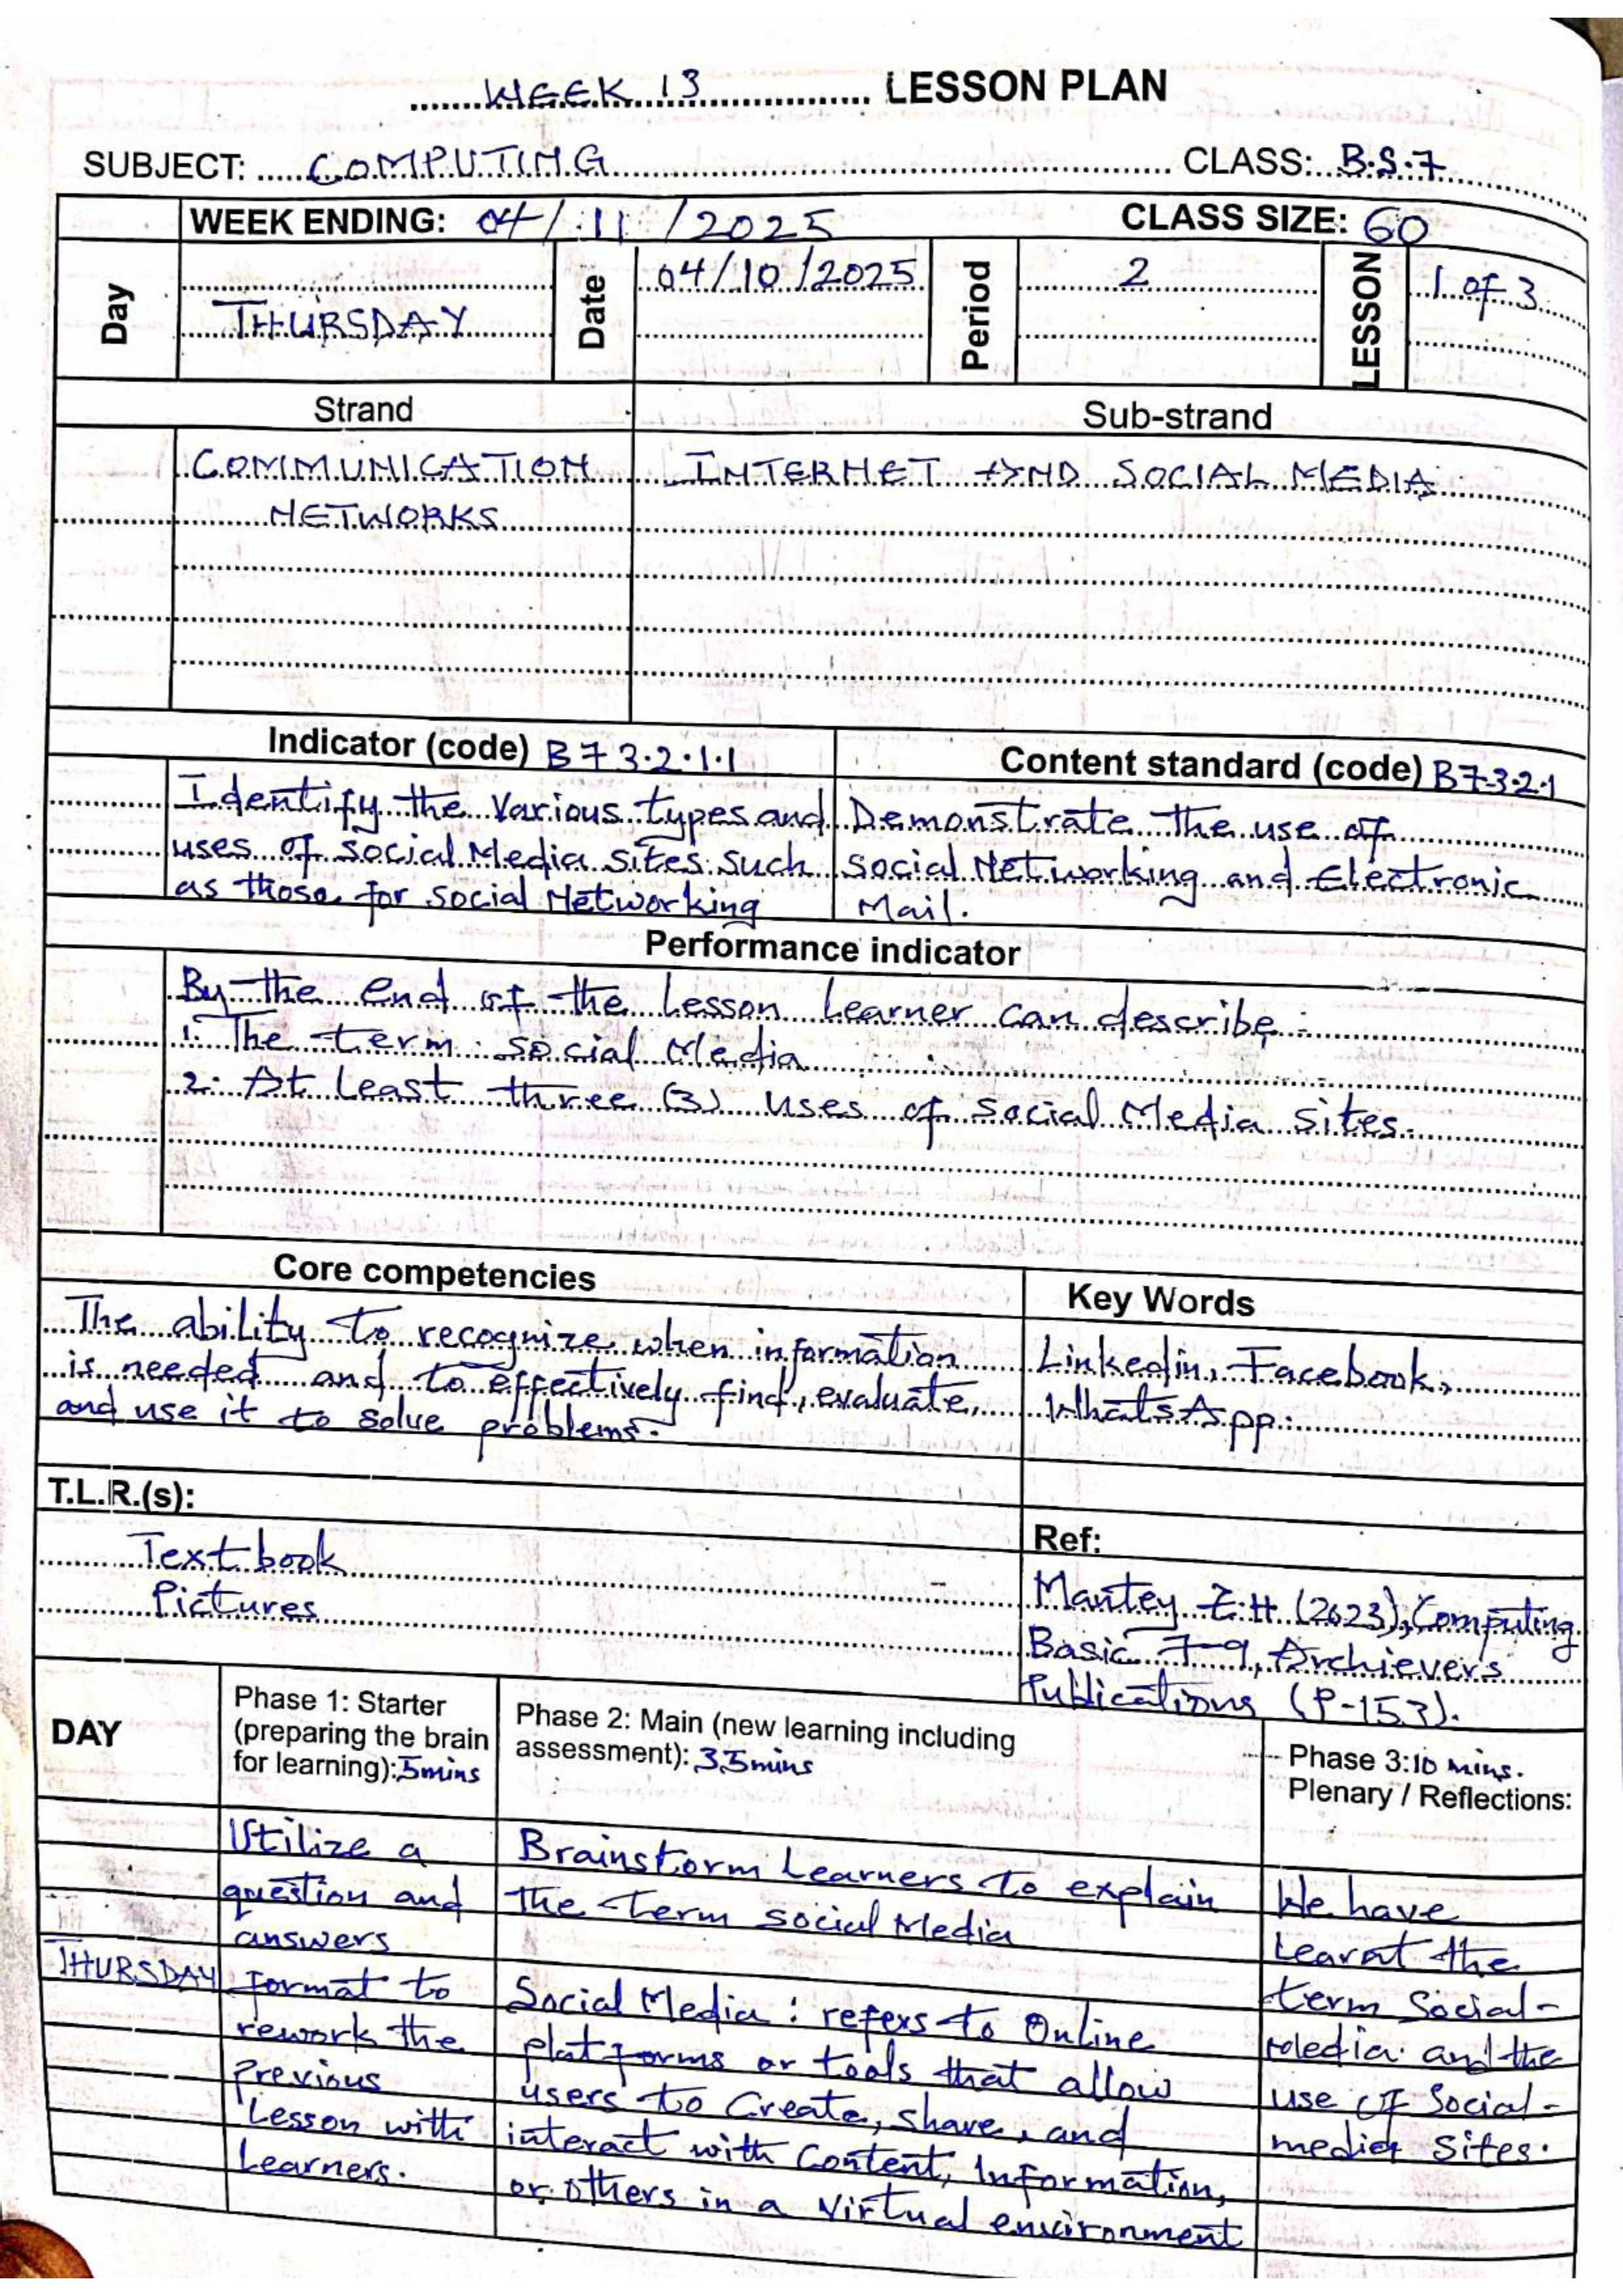 WEEK 13 LESSON PLAN
SUBJECT: COMPUTING CLASS: B.S.7
WEEK ENDING: 04/11/2025 CLASS SIZE: 60
Day THURSDAY Date 04/10/2025 Period 2 LESSON 1 of 3
Strand Sub-strand
COMMUNICATION INTERNET AND SOCIAL MEDIA
NETWORKS
Indicator (code) B7 3.2.1.1
Identify the various types and
uses of social Media sites such
as those for social Networking
Content standard (code) B7-3.2.1
Demonstrate the use of
social Networking and Electronic
Mail.
Performance indicator
By the end of the Lesson Learner can describe:
1. The term social Media
2. At Least three (3) uses of social Media sites.
Core competencies
The ability to recognize when information
is needed and to effectively find, evaluate,
and use it to solve problems.
Key Words
Linkedin, Facebook,
WhatsApp.
T.L.R.(s):
Textbook
Pictures
Ref:
Mantey E.H. (2023), Computing
Basic 7-9, Archievers
Publications (P-153).
DAY
THURSDAY
Phase 1: Starter
(preparing the brain
for learning): 5mins
Utilize a
question and
answers
format to
rework the
previous
Lesson with
Learners.
Phase 2: Main (new learning including
assessment): 35mins
Brainstorm Learners to explain
the term social Media
Social Media: refers to Online
platforms or tools that allow
users to Create, share, and
interact with Content, Information,
or others in a virtual environment
Phase 3: 10 mins.
Plenary / Reflections:
We have
Learnt the
term Social-
Media and the
use of Social-
media sites.